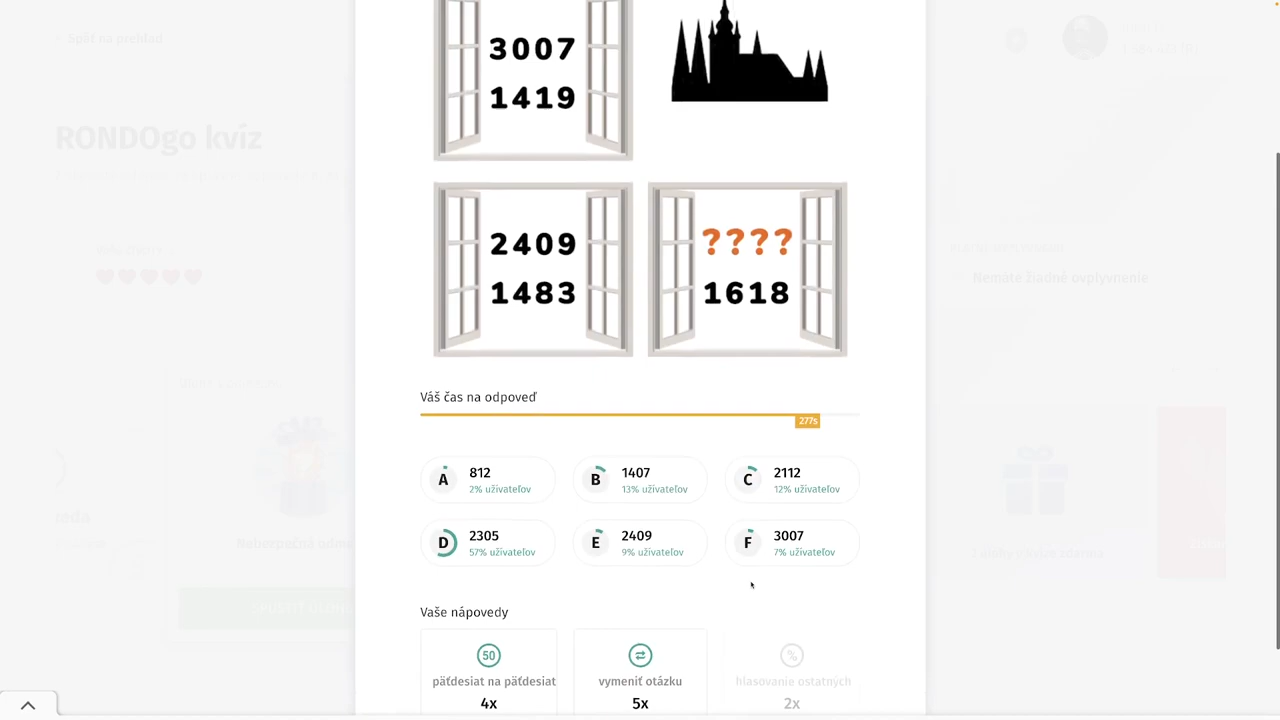 Späť na prehľad
RONDOgo kvíz
3007
1419
2409
1483
????
1618
Nemáte žiadne ovplyvnenie
Váš čas na odpoveď
277s
A 812
2% užívateľov
B 1407
13% užívateľov
C 2112
12% užívateľov
D 2305
57% užívateľov
E 2409
9% užívateľov
F 3007
7% užívateľov
Vaše nápovedy
50
päťdesiat na päťdesiat
4x
vymeniť otázku
5x
%
hlasovanie ostatných
2x